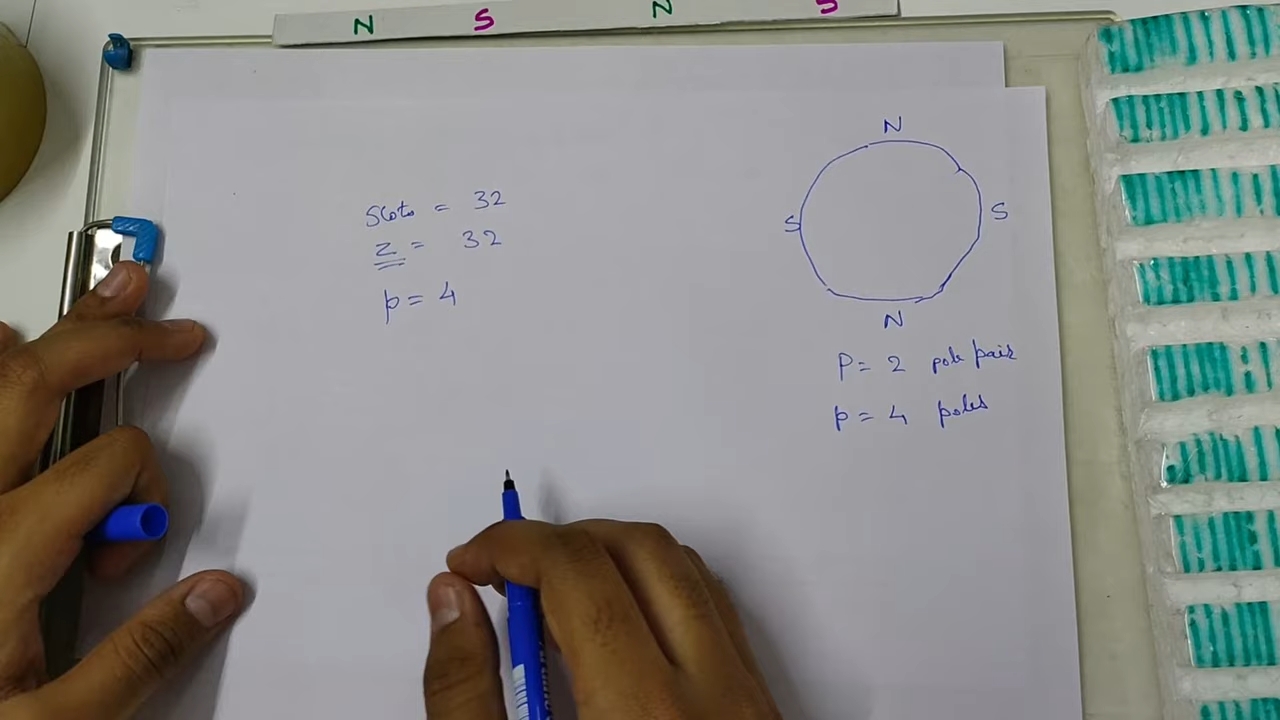 N S N S
N
S S
N
Slots = 32
Z = 32
p = 4
P = 2 pole pair
p = 4 poles